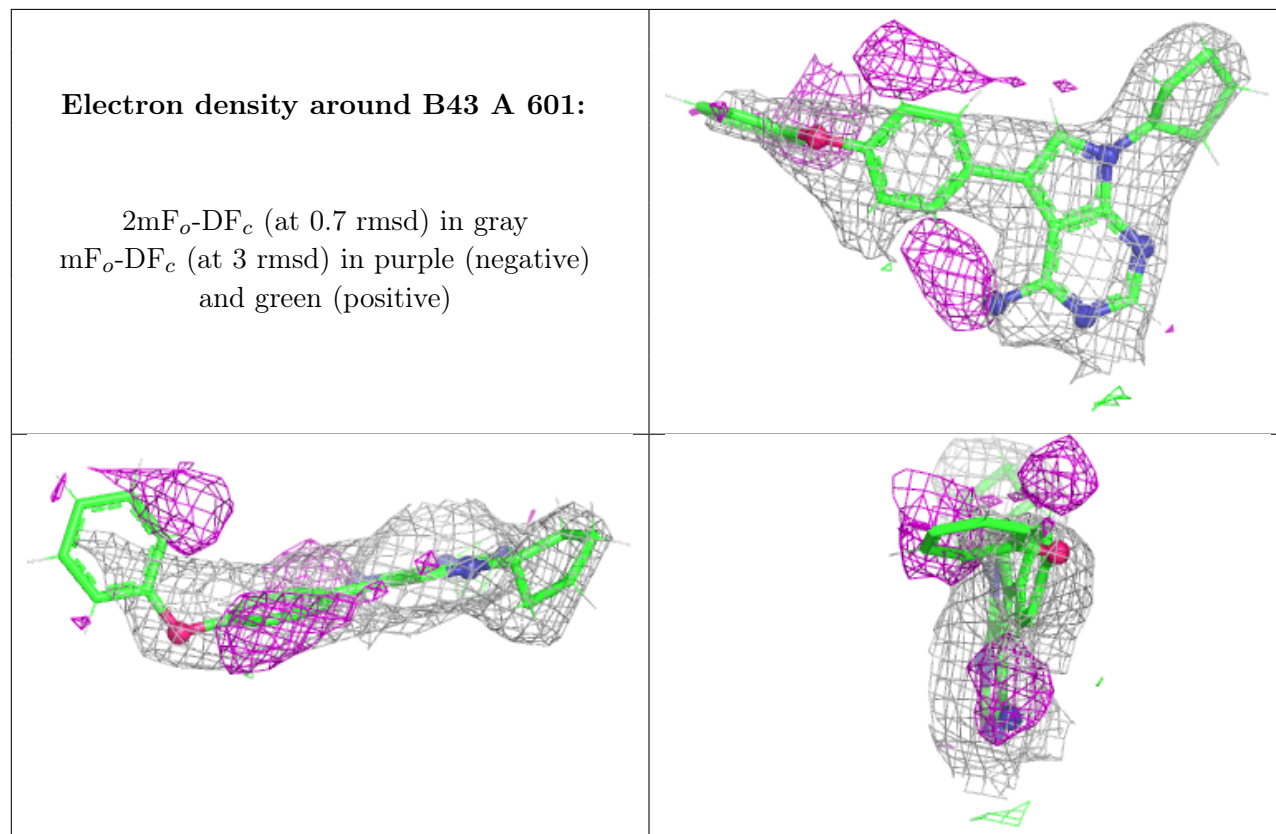 Electron density around B43 A 601:
2mFo-DFc (at 0.7 rmsd) in gray
mFo-DFc (at 3 rmsd) in purple (negative)
and green (positive)